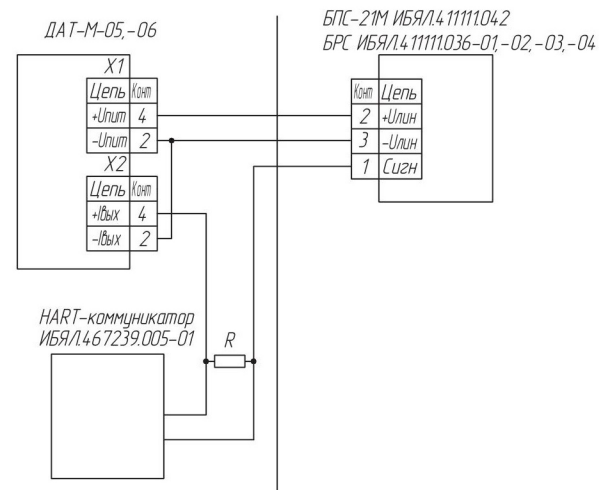 ДАТ-М-05,-06
БПС-21М ИБЯЛ.411111.042
БРС ИБЯЛ.411111.036-01,-02,-03,-04
X1
Цепь Конт
+Uпит 4
-Uпит 2
X2
Цепь Конт
+Iвых 4
-Iвых 2
Конт Цепь
2 +Uлин
3 -Uлин
1 Сигн
HART-коммуникатор
ИБЯЛ.467239.005-01
R